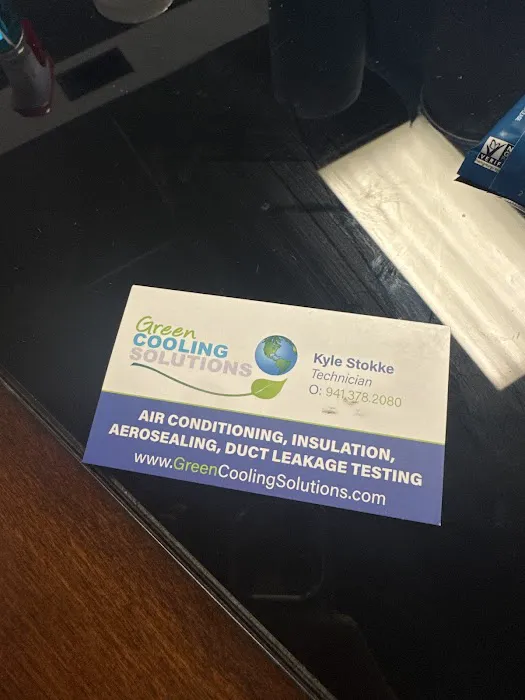 Green
COOLING
SOLUTIONS
Kyle Stokke
Technician
O: 941.378.2080
AIR CONDITIONING, INSULATION,
AEROSEALING, DUCT LEAKAGE TESTING
www.GreenCoolingSolutions.com